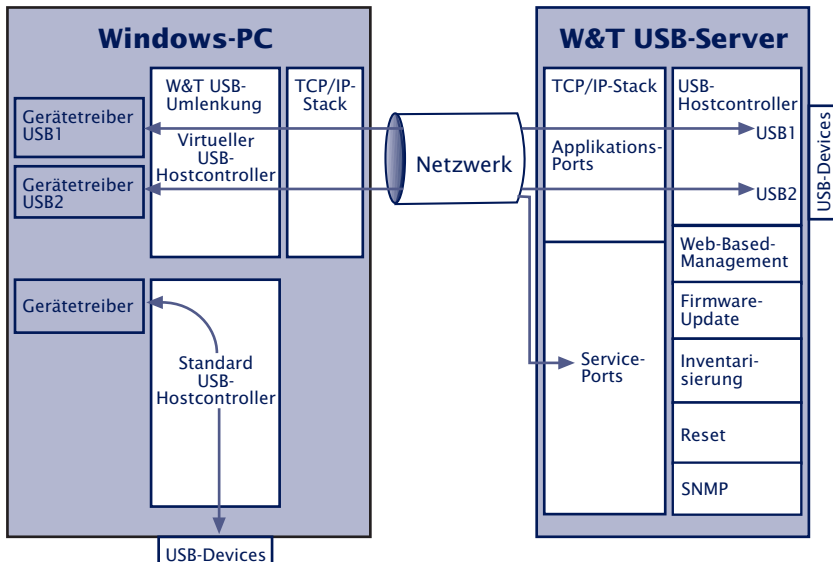 Windows-PC
W&T USB-
Umlenkung
Virtueller
USB-
Hostcontroller
TCP/IP-
Stack
Gerätetreiber
USB1
Gerätetreiber
USB2
Gerätetreiber
Standard
USB-
Hostcontroller
USB-Devices
Netzwerk
W&T USB-Server
TCP/IP-Stack
Applikations-
Ports
Service-
Ports
USB-
Hostcontroller
USB1
USB2
Web-Based-
Management
Firmware-
Update
Inventari-
sierung
Reset
SNMP
USB-Devices